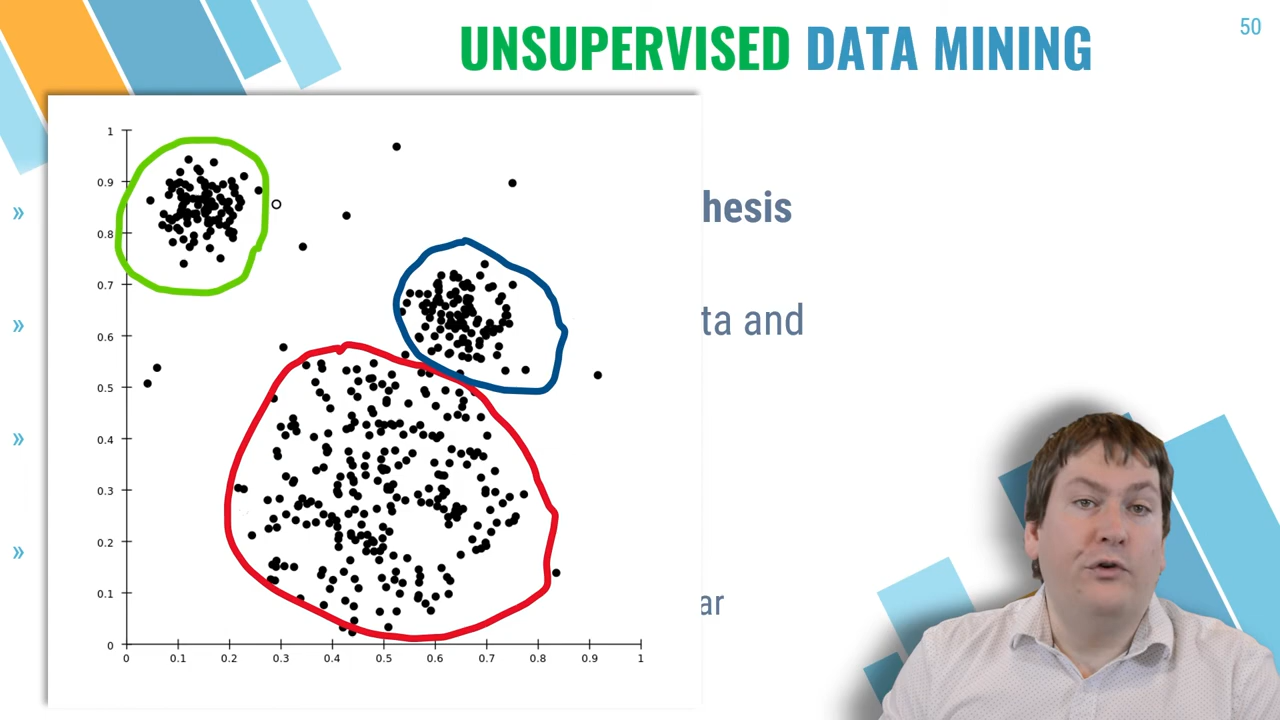 50
UNSUPERVISED DATA MINING
1
0.9
0.8
0.7
0.6
0.5
0.4
0.3
0.2
0.1
0
0 0.1 0.2 0.3 0.4 0.5 0.6 0.7 0.8 0.9 1
» hesis
» ta and
»
» ar